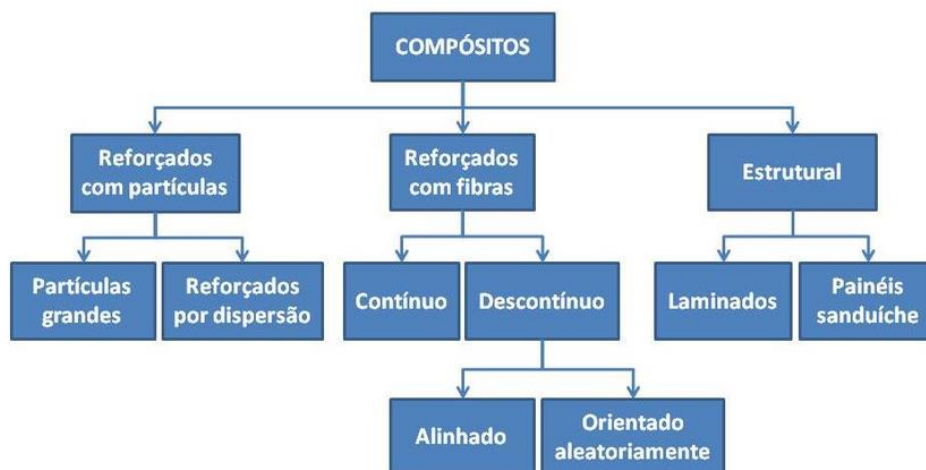 COMPÓSITOS
Reforçados
com partículas
Reforçados
com fibras
Estrutural
Partículas
grandes
Reforçados
por dispersão
Contínuo
Descontínuo
Laminados
Painéis
sanduíche
Alinhado
Orientado
aleatoriamente